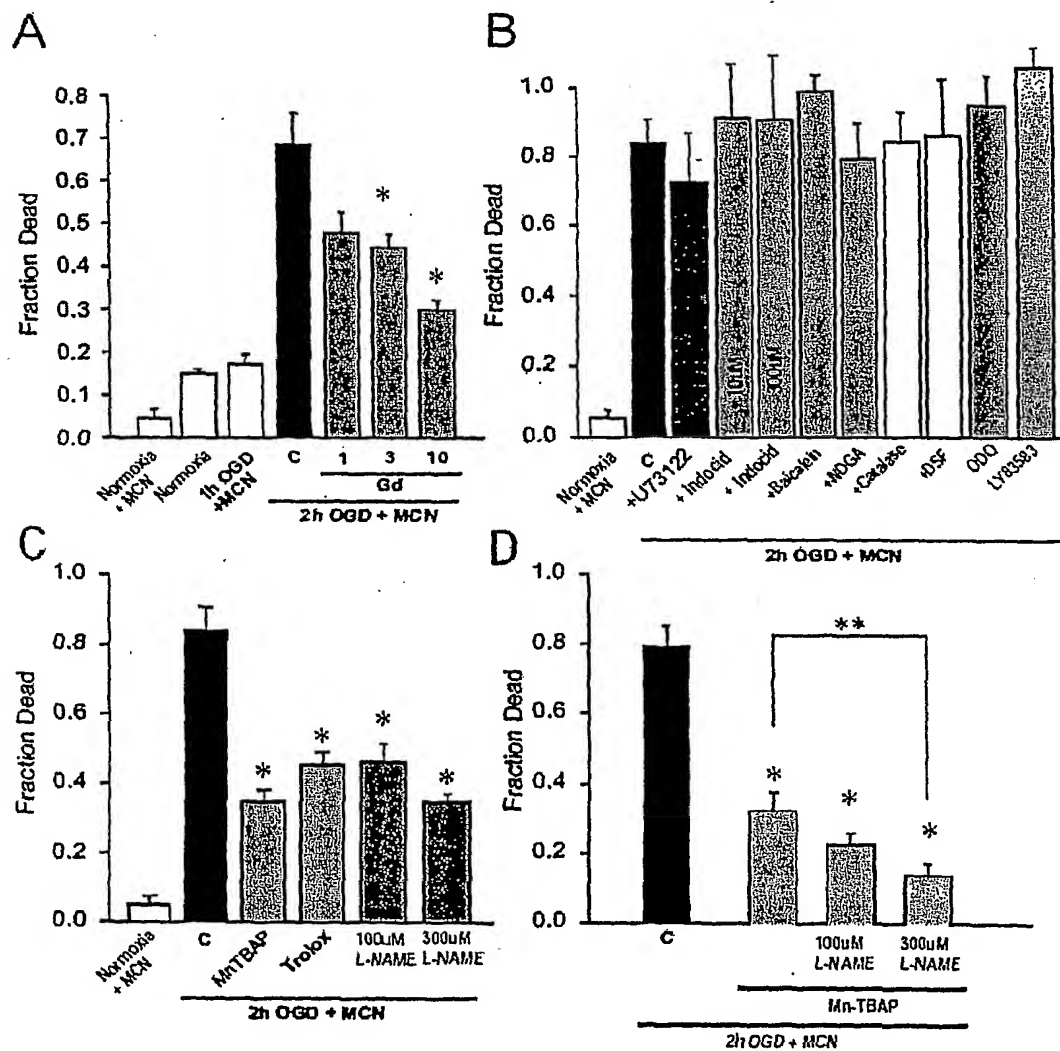 A
Fraction Dead
0.8
0.7
0.6
0.5
0.4
0.3
0.2
0.1
0.0
*
*
Normoxia
+ MCN
Normoxia
1h OGD
+MCN
C
1
3
10
Gd
2h OGD + MCN
B
Fraction Dead
1.0
0.8
0.6
0.4
0.2
0.0
10uM
Normoxia
+ MCN
C
+U73122
+ Indocid
+ Indocid
+Baicalein
+NDGA
+Catalase
+DSF
ODQ
LY83583
2h OGD + MCN
C
Fraction Dead
1.0
0.8
0.6
0.4
0.2
0.0
*
*
*
*
Normoxia
+ MCN
C
MnTBAP
Trolox
100uM
L-NAME
300uM
L-NAME
2h OGD + MCN
D
Fraction Dead
1.0
0.8
0.6
0.4
0.2
0.0
**
*
*
*
C
100uM
L-NAME
300uM
L-NAME
Mn-TBAP
2h OGD + MCN